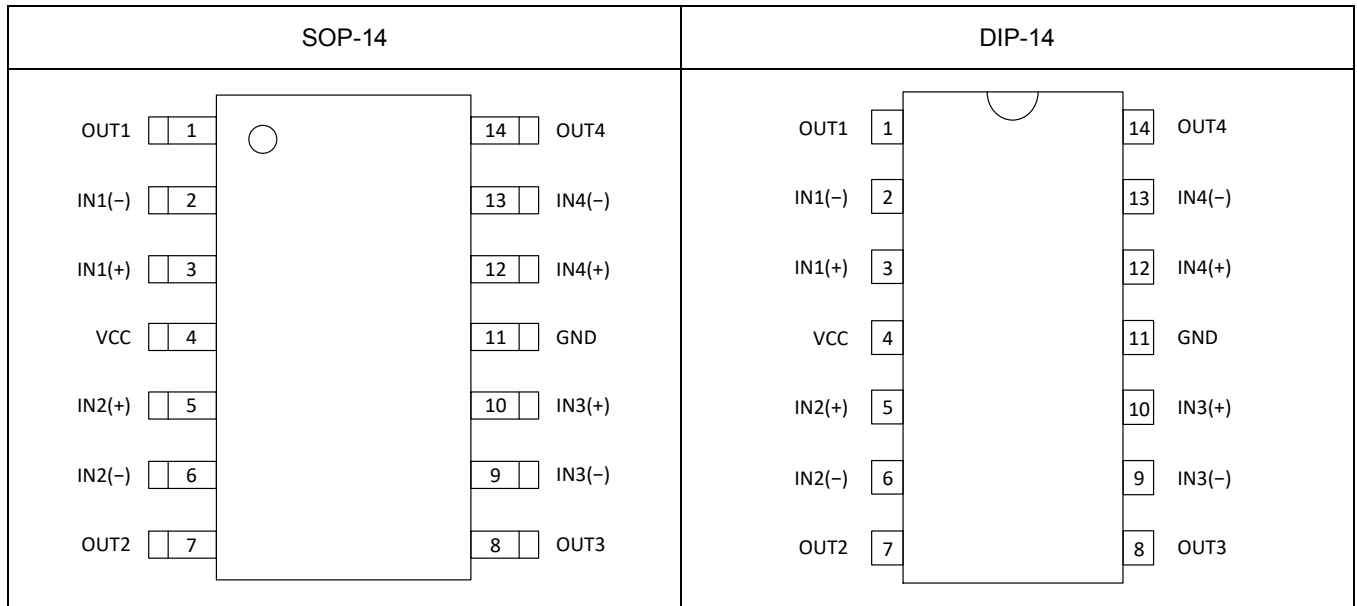 SOP-14
DIP-14
OUT1 1 14 OUT4
IN1(−) 2 13 IN4(−)
IN1(+) 3 12 IN4(+)
VCC 4 11 GND
IN2(+) 5 10 IN3(+)
IN2(−) 6 9 IN3(−)
OUT2 7 8 OUT3
OUT1 1 14 OUT4
IN1(−) 2 13 IN4(−)
IN1(+) 3 12 IN4(+)
VCC 4 11 GND
IN2(+) 5 10 IN3(+)
IN2(−) 6 9 IN3(−)
OUT2 7 8 OUT3